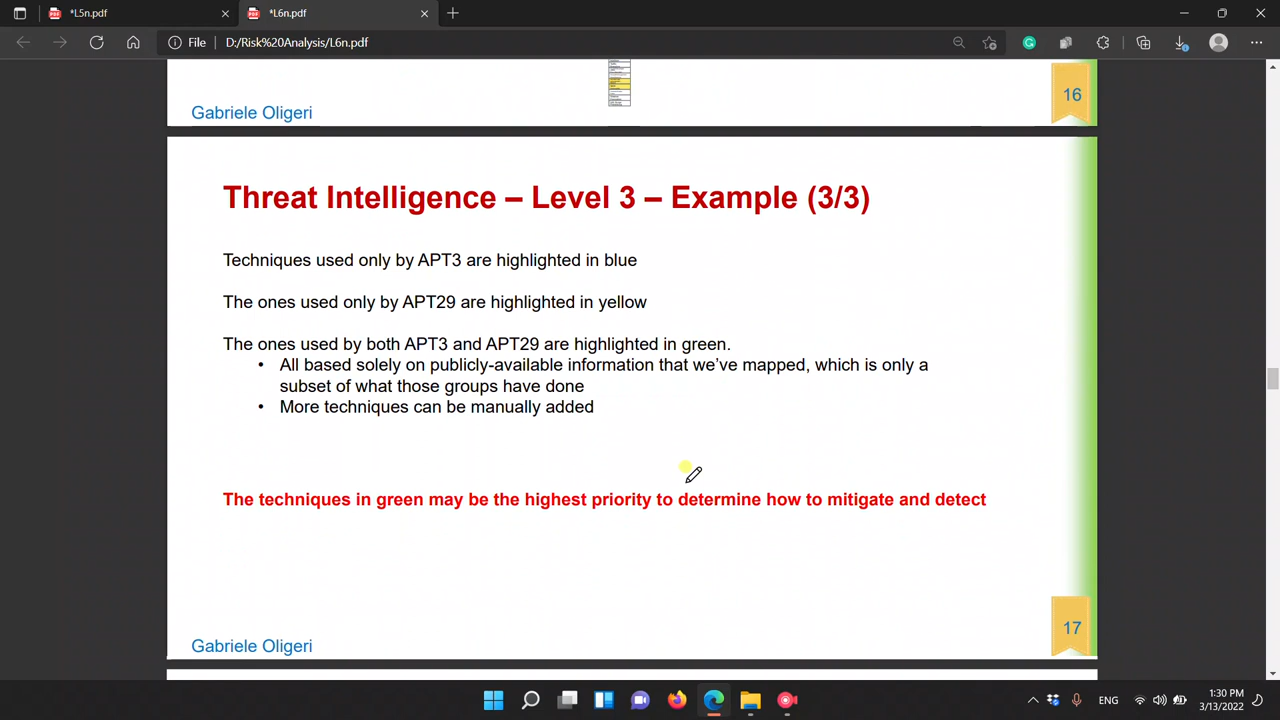 *L5n.pdf
*L6n.pdf
File
D:/Risk%20Analysis/L6n.pdf
Gabriele Oligeri
16
Threat Intelligence – Level 3 – Example (3/3)
Techniques used only by APT3 are highlighted in blue
The ones used only by APT29 are highlighted in yellow
The ones used by both APT3 and APT29 are highlighted in green.
• All based solely on publicly-available information that we’ve mapped, which is only a
subset of what those groups have done
• More techniques can be manually added
The techniques in green may be the highest priority to determine how to mitigate and detect
Gabriele Oligeri
17
ENG
1:30 PM
3/13/2022